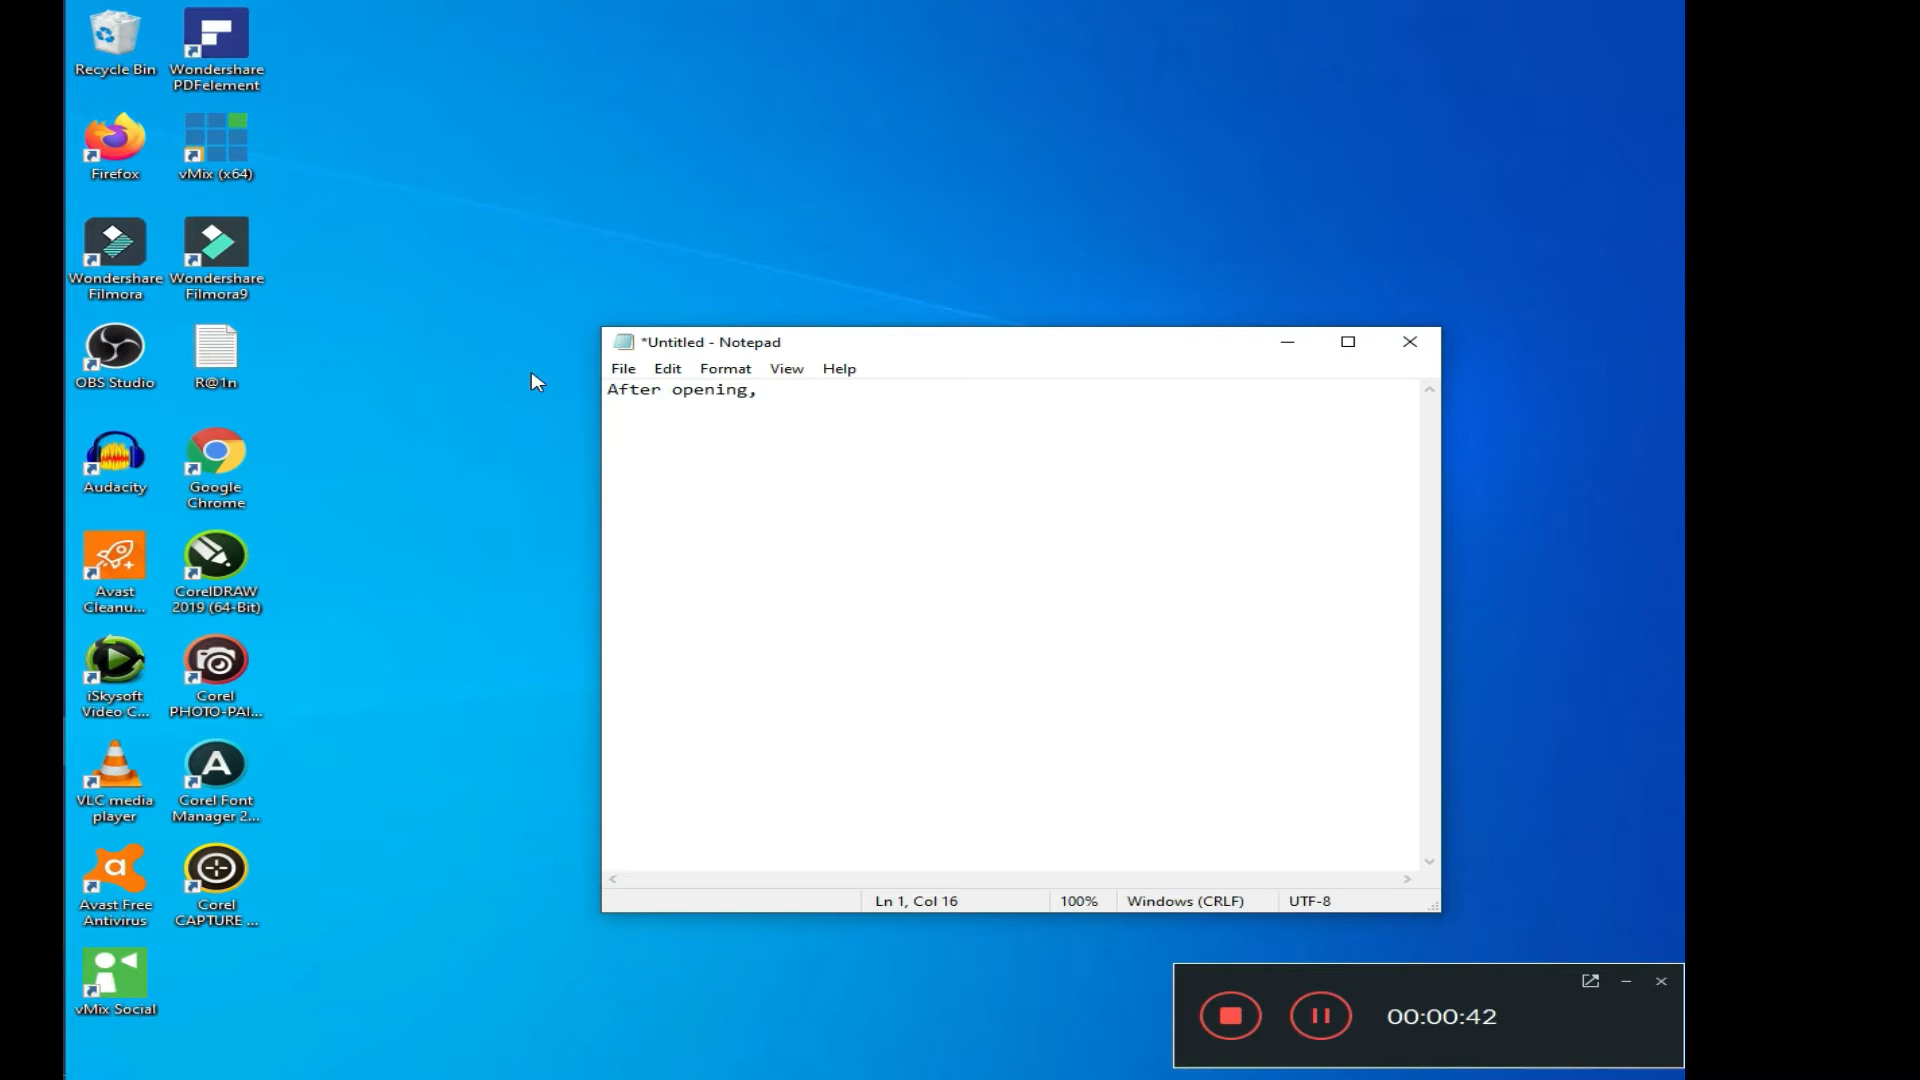 Recycle Bin
Wondershare
PDFelement
Firefox
vMix (x64)
Wondershare
Filmora
Wondershare
Filmora9
OBS Studio
R@1n
Audacity
Google
Chrome
Avast
Cleanu...
CorelDRAW
2019 (64-Bit)
iSkysoft
Video C...
Corel
PHOTO-PAI...
VLC media
player
Corel Font
Manager 2...
Avast Free
Antivirus
Corel
CAPTURE ...
vMix Social
*Untitled - Notepad
File Edit Format View Help
After opening,
Ln 1, Col 16 100% Windows (CRLF) UTF-8
00:00:42